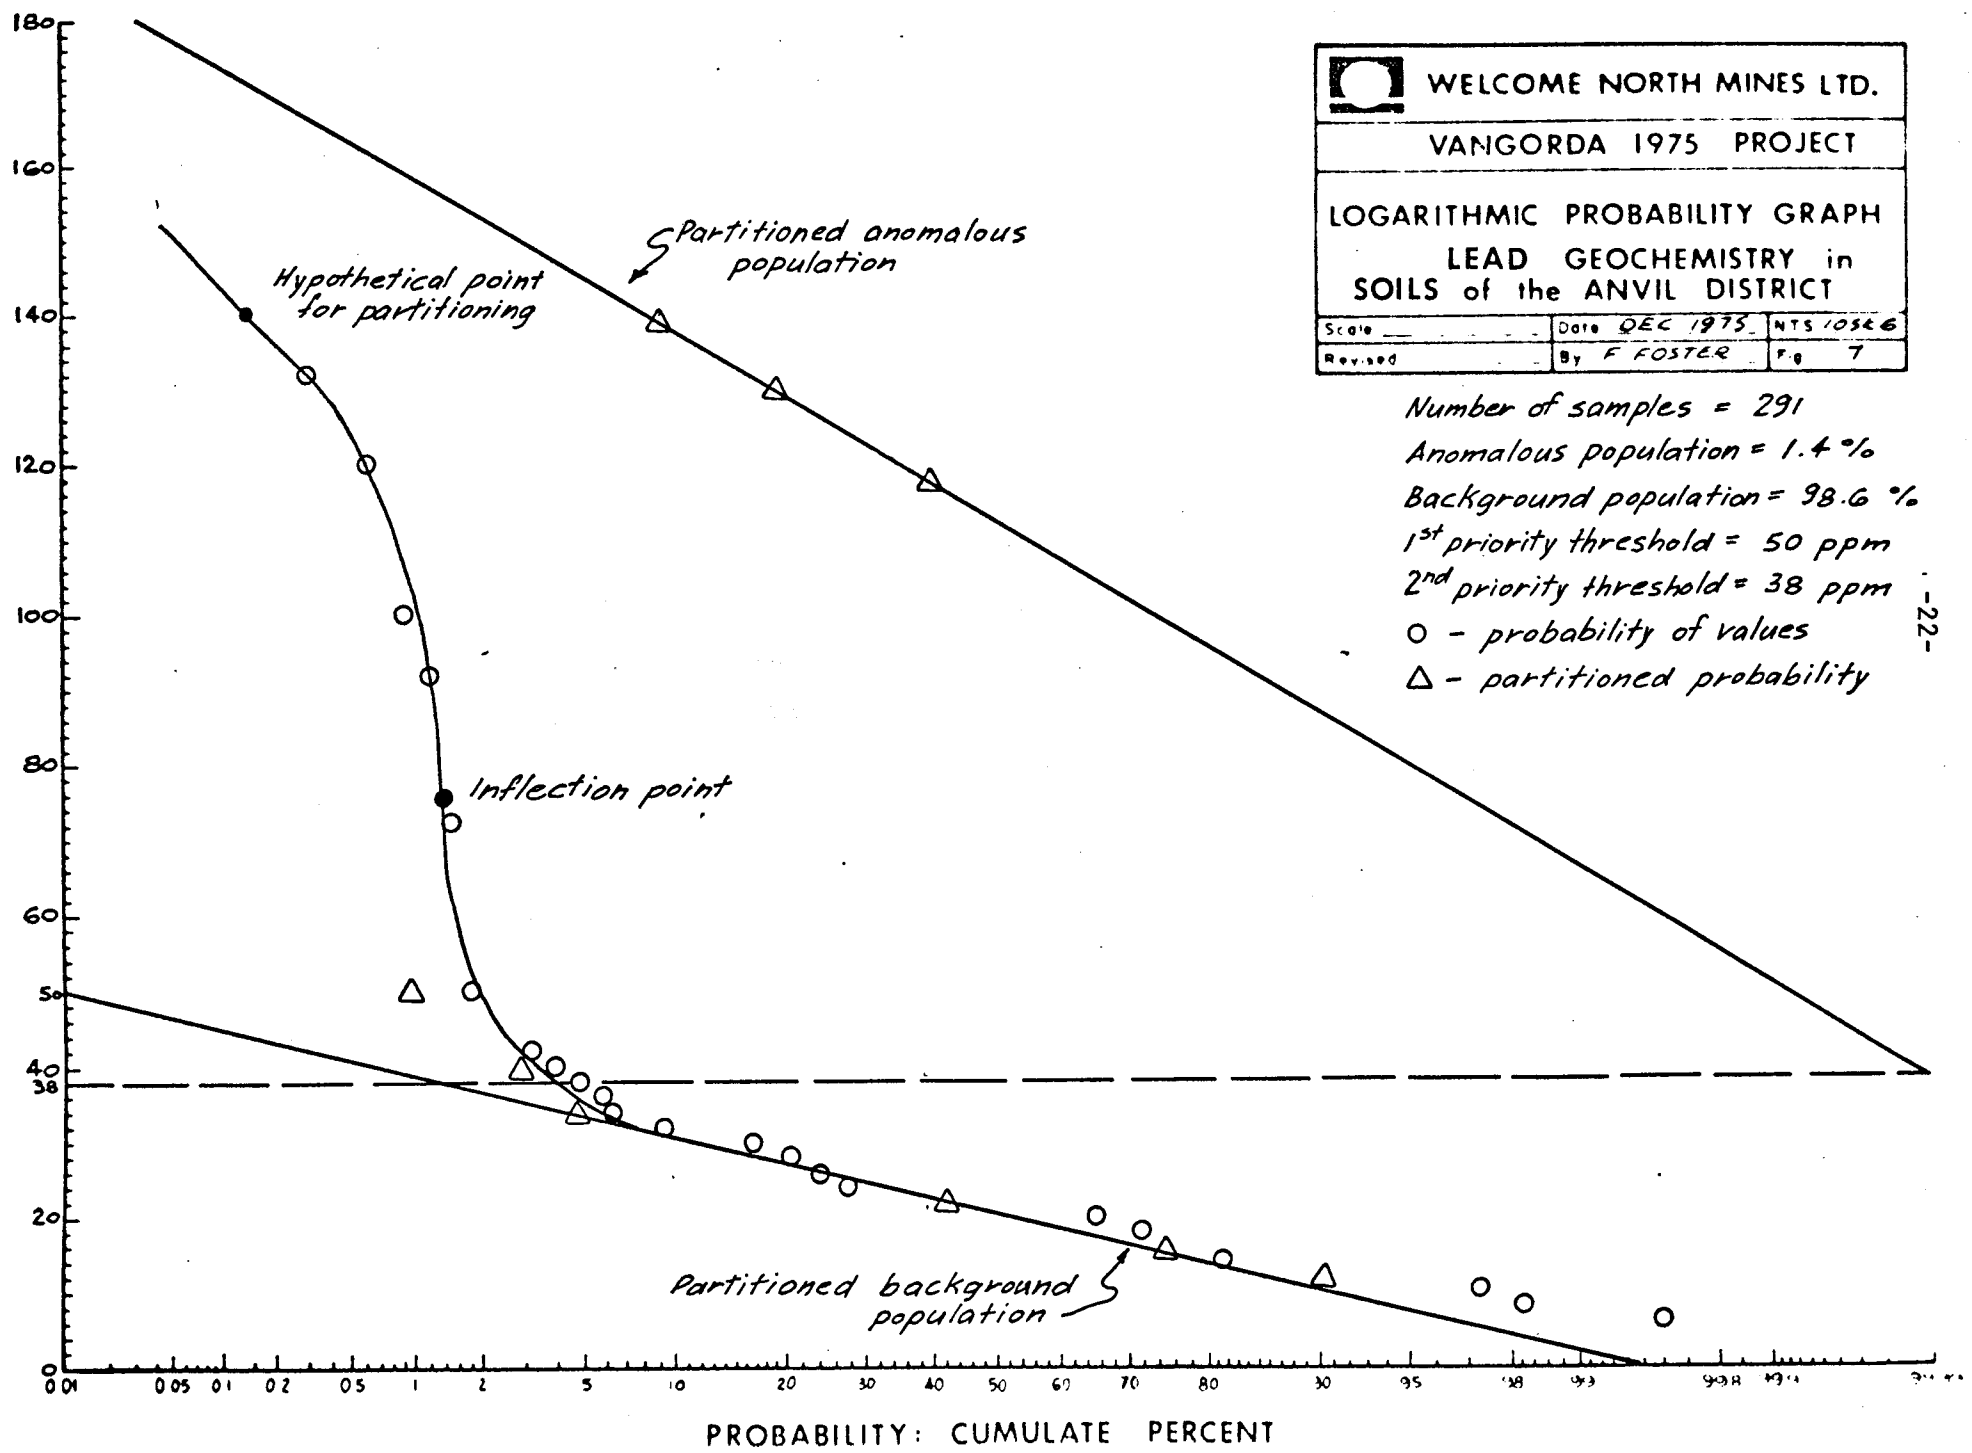 WELCOME NORTH MINES LTD.
VANGORDA 1975 PROJECT
LOGARITHMIC PROBABILITY GRAPH
LEAD GEOCHEMISTRY in
SOILS of the ANVIL DISTRICT
Scale
Date DEC 1975
NTS 105K6
Revised
By F FOSTER
Fig 7
Number of samples = 291
Anomalous population = 1.4 %
Background population = 98.6 %
1st priority threshold = 50 ppm
2nd priority threshold = 38 ppm
O - probability of values
△ - partitioned probability
-22-
Partitioned anomalous
population
Hypothetical point
for partitioning
Inflection point
Partitioned background
population
180
160
140
120
100
80
60
50
40
38
20
0
0.01 0.05 0.1 0.2 0.5 1 2 5 10 20 30 40 50 60 70 80 90 95 98 99 99.8 99.9
PROBABILITY: CUMULATE PERCENT